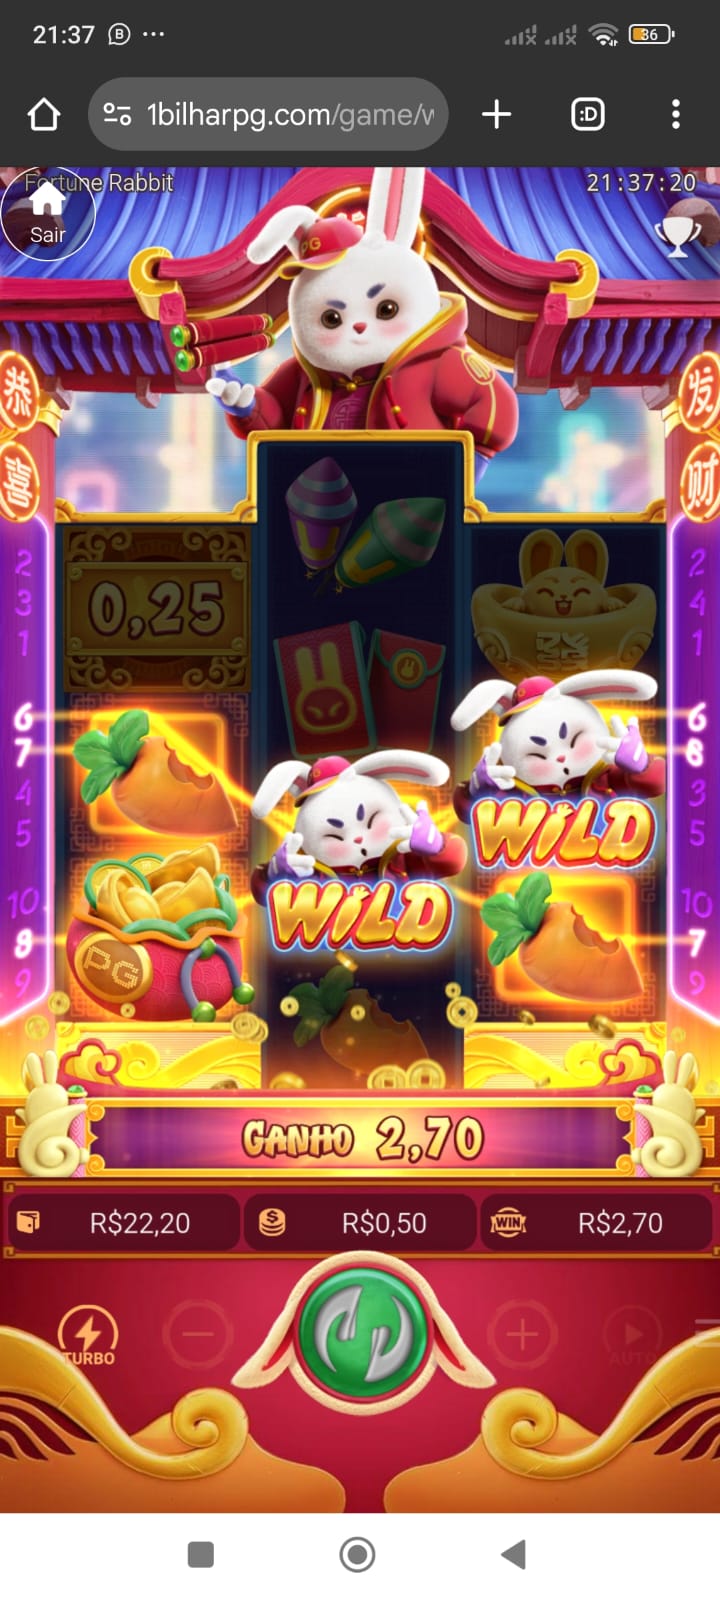 21:37 B ...
36
1bilharpg.com/game/w
:D
Fortune Rabbit
21:37:20
Sair
PG
恭喜
发财
0,25
2
3
1
6
7
4
5
10
8
9
2
4
1
6
8
3
5
10
7
9
WILD
WILD
PG
GANHO 2,70
R$22,20
R$0,50
WIN
R$2,70
TURBO
AUTO